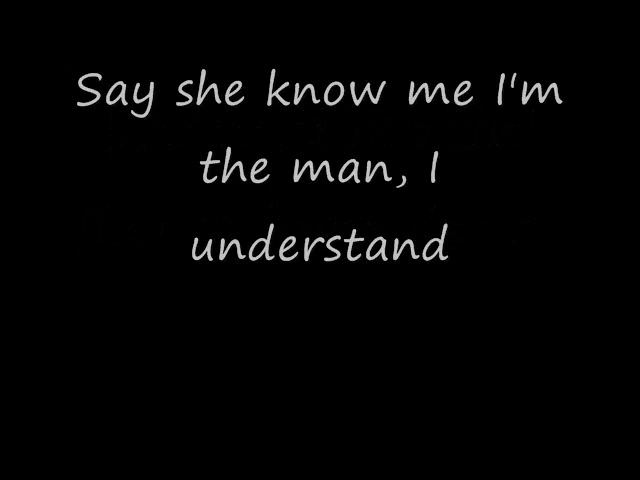 Say she know me I'm
the man, I
understand